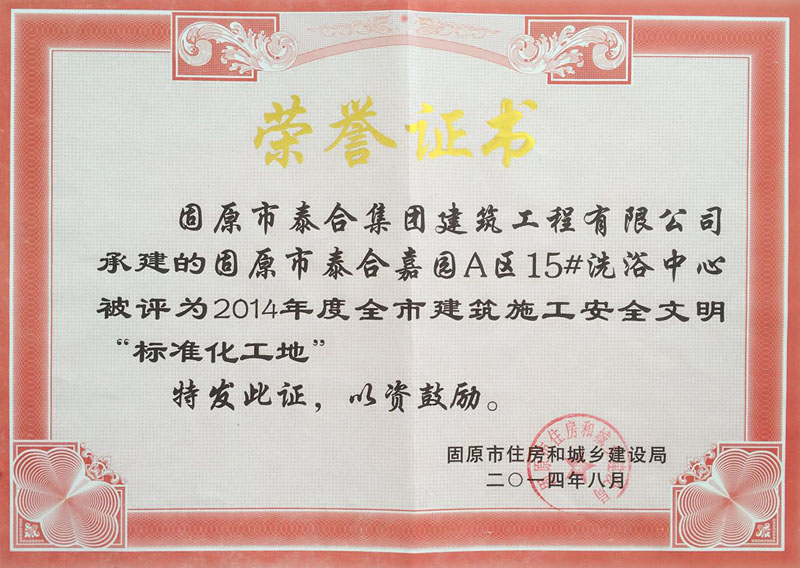 荣誉证书
固原市泰合集团建筑工程有限公司
承建的固原市泰合嘉园A区15#洗浴中心
被评为2014年度全市建筑施工安全文明
“标准化工地”
特发此证，以资鼓励。
固原市住房和城乡建设局
二〇一四年八月